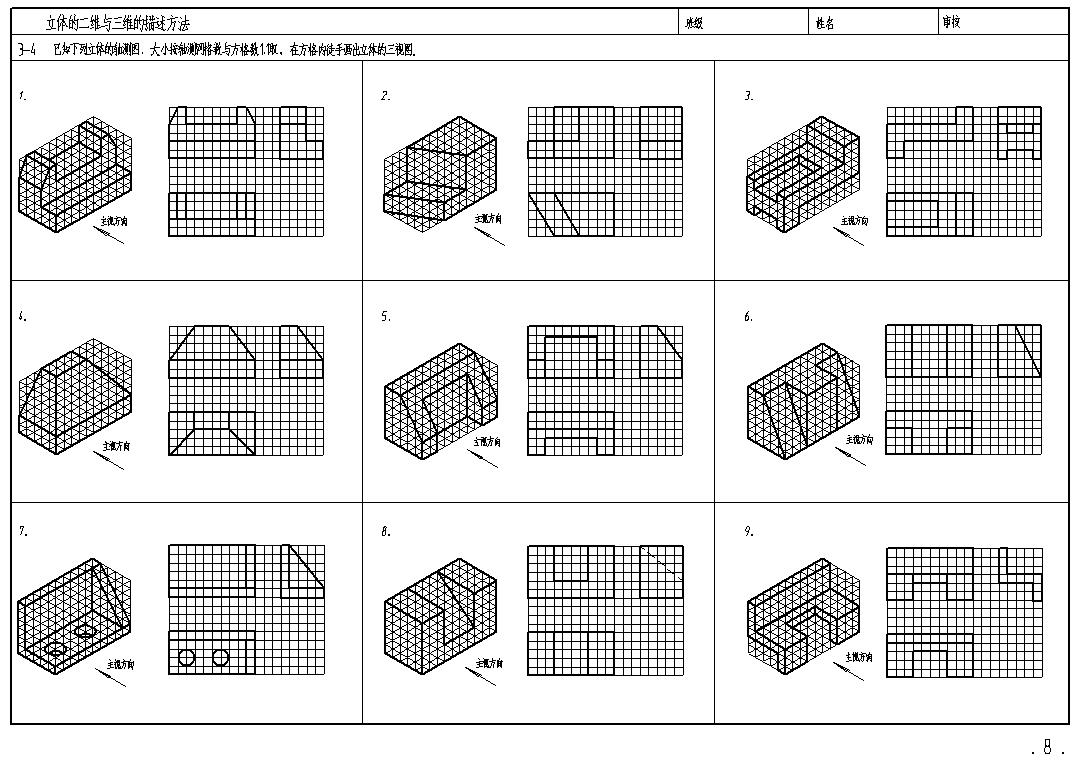 立体的二维与三维的描述方法 班级 姓名 审核
3-4 已知下列立体的轴测图，大小按轴测网格数与方格数1:1取，在方格内徒手画出立体的三视图。
1. 2. 3.
主视方向 主视方向 主视方向
4. 5. 6.
主视方向 主视方向 主视方向
7. 8. 9.
主视方向 主视方向 主视方向
. 8 .